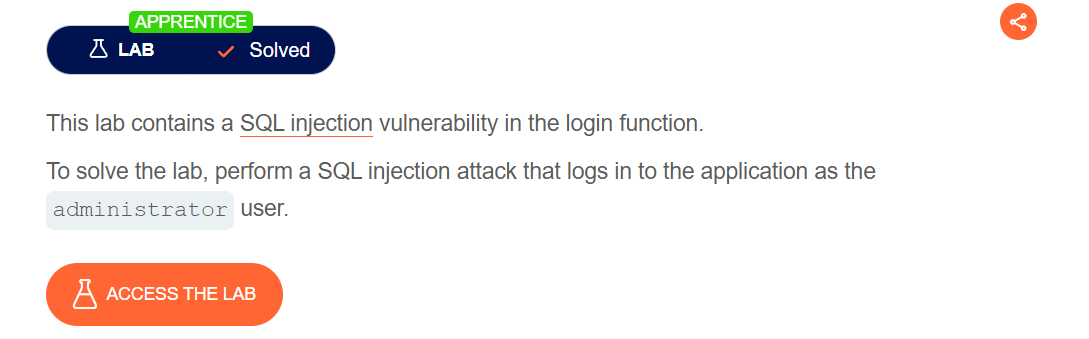 APPRENTICE
LAB Solved
This lab contains a SQL injection vulnerability in the login function.
To solve the lab, perform a SQL injection attack that logs in to the application as the
administrator user.
ACCESS THE LAB